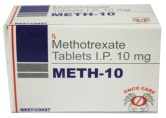 Methotrexate
Tablets I.P. 10 mg
METH-10
WEST-COAST
ONCO CARE